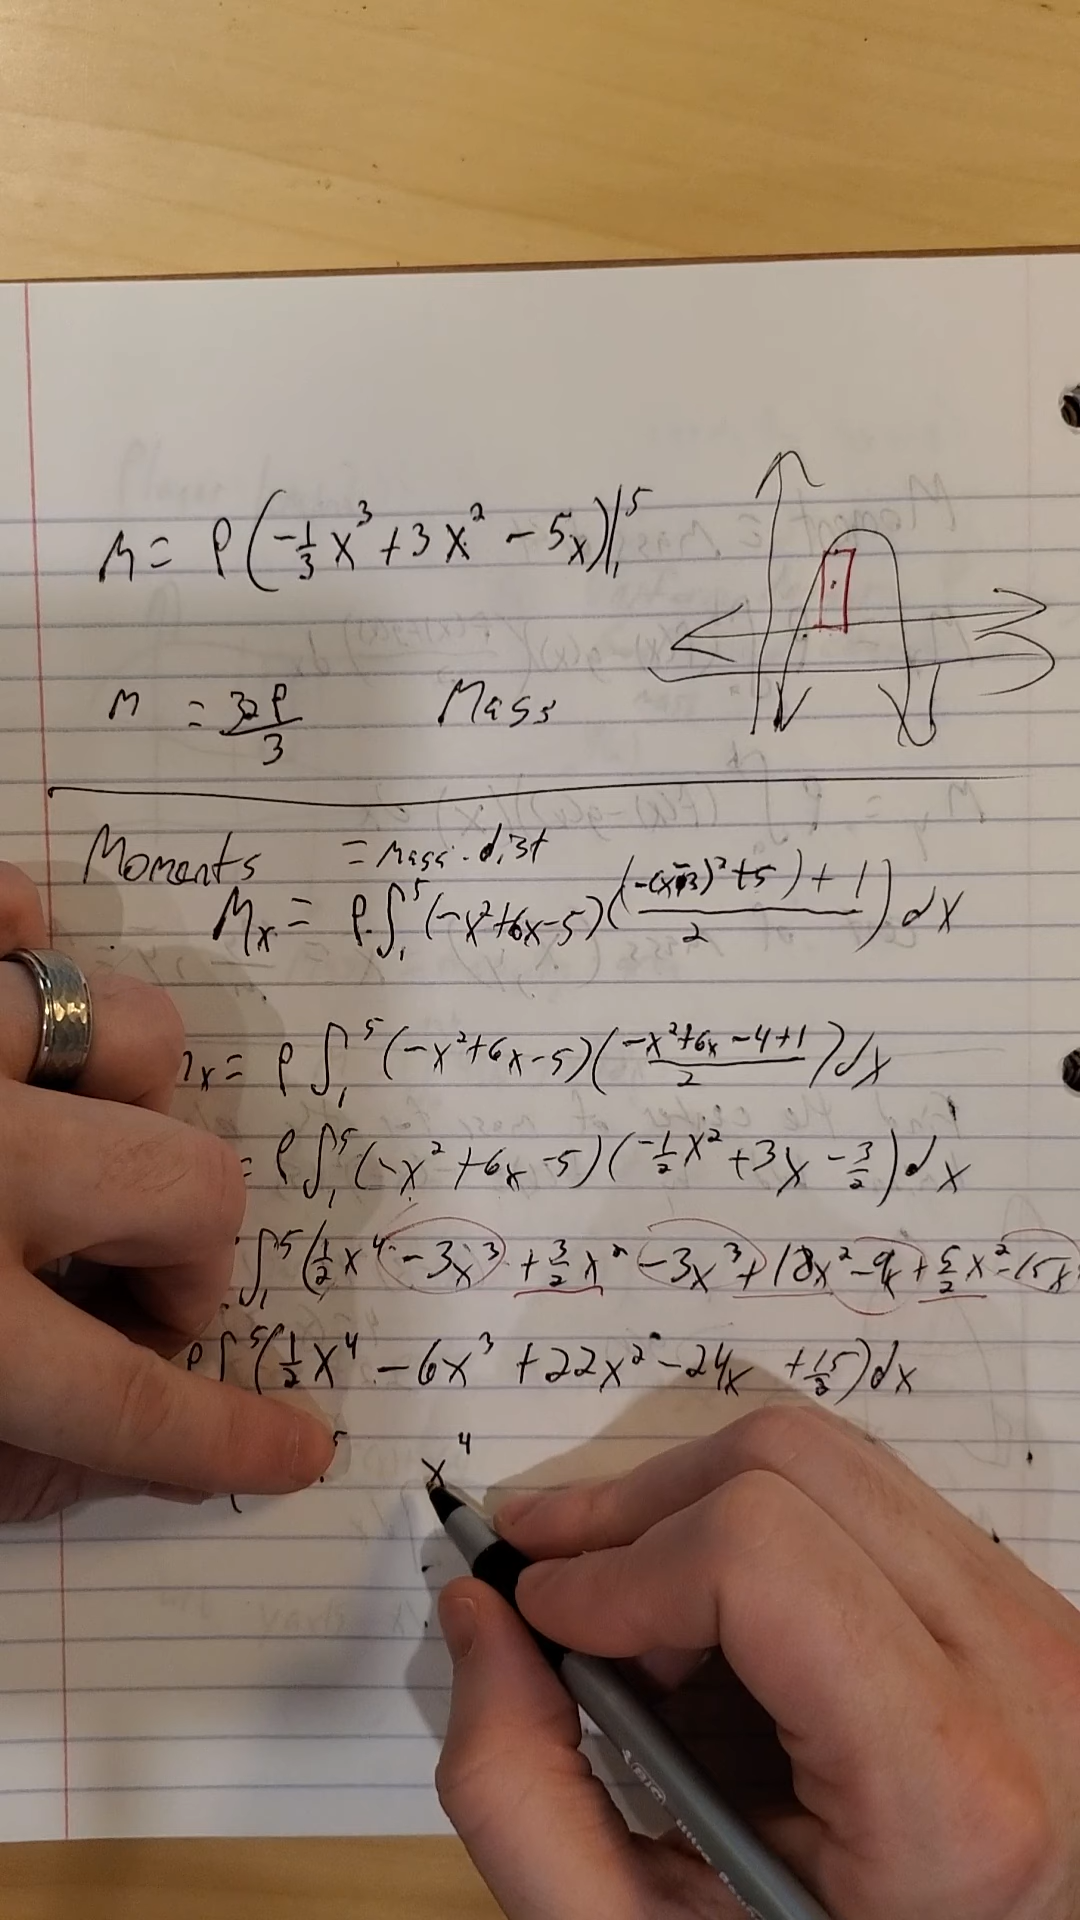 M = ρ(-1/3 x³ + 3x² - 5x)|₁⁵
M = 32ρ/3 Mass
Moments = mass · dist
Mx = ρ∫₁⁵ (-x²+6x-5)((-(x-3)²+5)+1)/2) dx
x = ρ∫₁⁵ (-x²+6x-5)((-x²+6x-4+1)/2) dx
= ρ∫₁⁵ (-x²+6x-5)(-1/2 x² + 3x - 3/2) dx
∫₁⁵ (1/2 x⁴ - 3x³ + 3/2 x² - 3x³ + 18x² - 9x + 5/2 x² - 15x
ρ∫⁵ (1/2 x⁴ - 6x³ + 22x² - 24x + 15/2) dx
5 x⁴
BIC